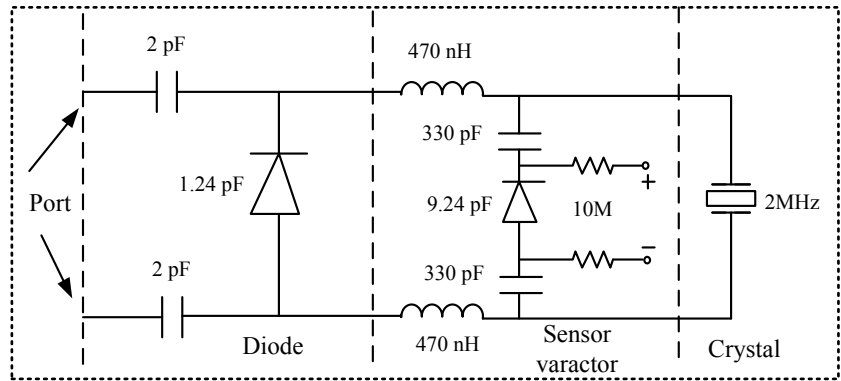 2 pF
470 nH
330 pF
1.24 pF
+
Port
9.24 pF
10M
2MHz
−
2 pF
330 pF
Diode
470 nH
Sensor
varactor
Crystal